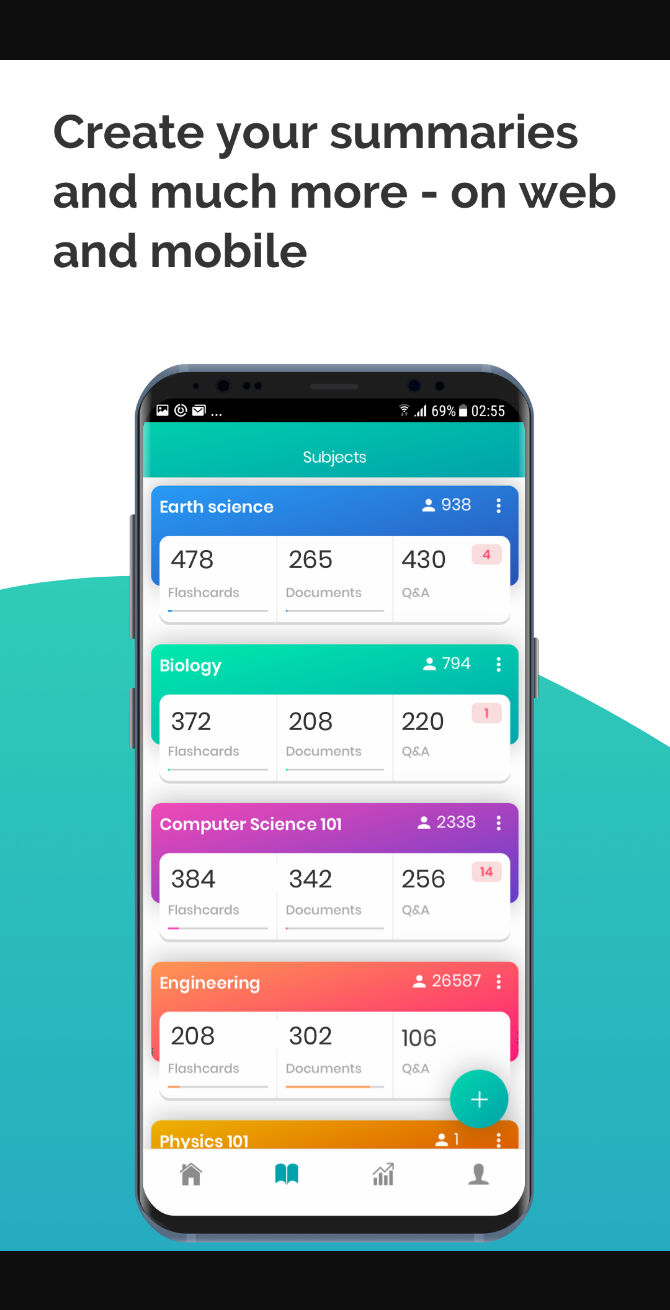 Create your summaries
and much more - on web
and mobile
... 69% 02:55
Subjects
Earth science 938
478 265 430 4
Flashcards Documents Q&A
Biology 794
372 208 220 1
Flashcards Documents Q&A
Computer Science 101 2338
384 342 256 14
Flashcards Documents Q&A
Engineering 26587
208 302 106
Flashcards Documents Q&A
+
Physics 101 1